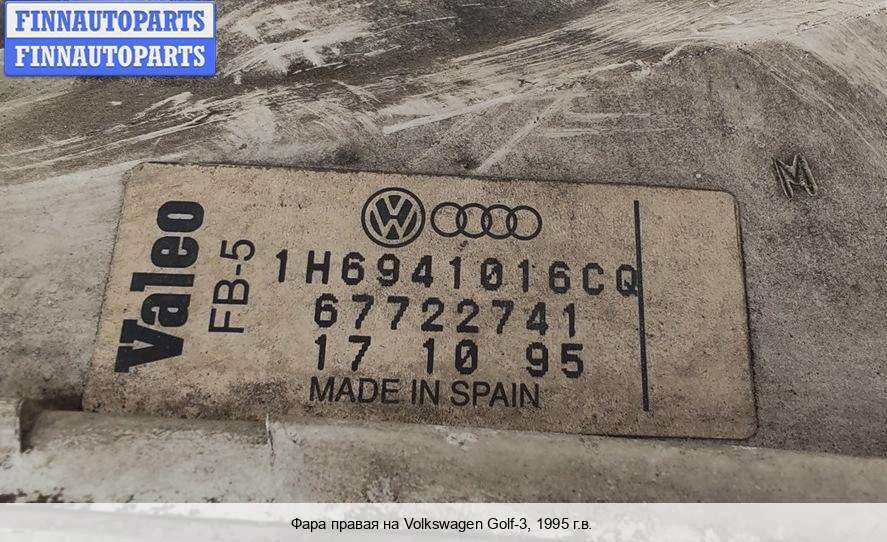 FINNAUTOPARTS
FINNAUTOPARTS
Valeo
FB-5
1H6941016CQ
67722741
17 10 95
MADE IN SPAIN
M
Фара правая на Volkswagen Golf-3, 1995 г.в.